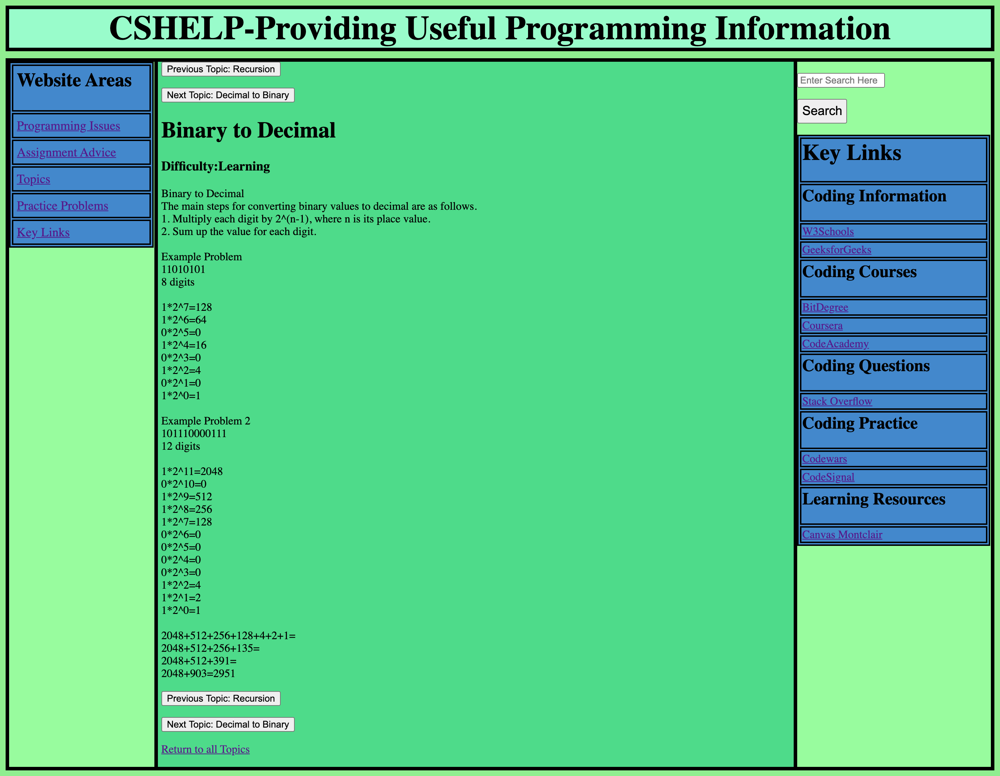 CSHELP-Providing Useful Programming Information
Website Areas
Programming Issues
Assignment Advice
Topics
Practice Problems
Key Links
Previous Topic: Recursion
Next Topic: Decimal to Binary
Binary to Decimal
Difficulty:Learning
Binary to Decimal
The main steps for converting binary values to decimal are as follows.
1. Multiply each digit by 2^(n-1), where n is its place value.
2. Sum up the value for each digit.
Example Problem
11010101
8 digits
1*2^7=128
1*2^6=64
0*2^5=0
1*2^4=16
0*2^3=0
1*2^2=4
0*2^1=0
1*2^0=1
Example Problem 2
101110000111
12 digits
1*2^11=2048
0*2^10=0
1*2^9=512
1*2^8=256
1*2^7=128
0*2^6=0
0*2^5=0
0*2^4=0
0*2^3=0
1*2^2=4
1*2^1=2
1*2^0=1
2048+512+256+128+4+2+1=
2048+512+256+135=
2048+512+391=
2048+903=2951
Previous Topic: Recursion
Next Topic: Decimal to Binary
Return to all Topics
Enter Search Here
Search
Key Links
Coding Information
W3Schools
GeeksforGeeks
Coding Courses
BitDegree
Coursera
CodeAcademy
Coding Questions
Stack Overflow
Coding Practice
Codewars
CodeSignal
Learning Resources
Canvas Montclair